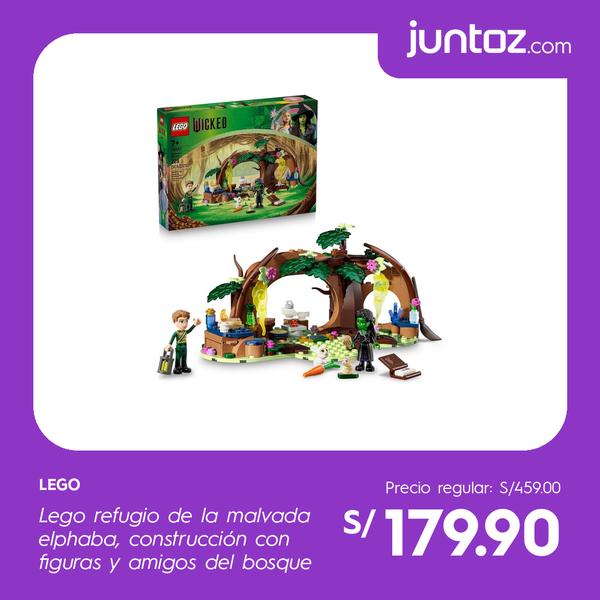 juntoz.com
LEGO WICKED
7+
LEGO
Lego refugio de la malvada
elphaba, construcción con
figuras y amigos del bosque
Precio regular: S/459.00
S/179.90